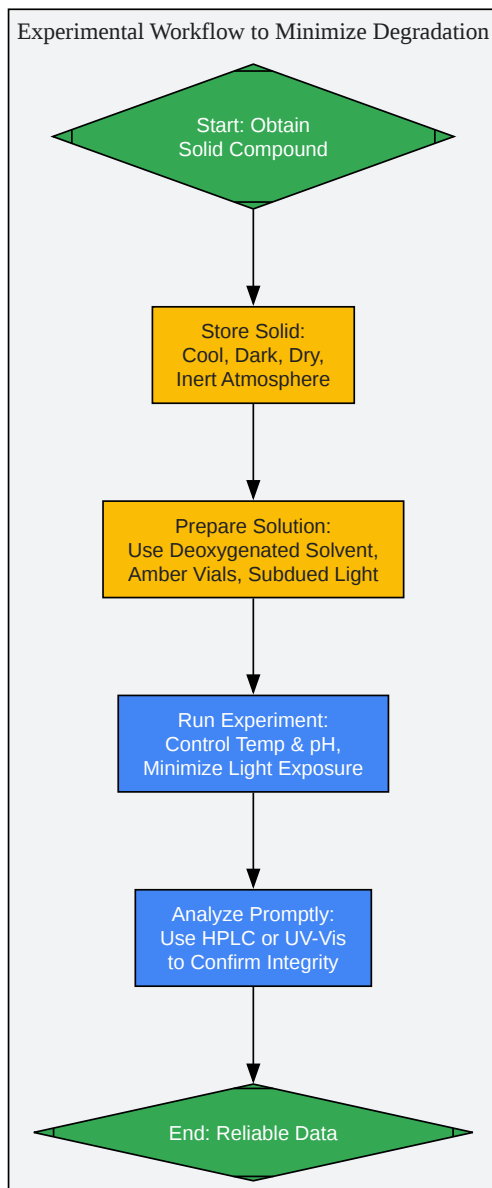 Experimental Workflow to Minimize Degradation
Start: Obtain
Solid Compound
Store Solid:
Cool, Dark, Dry,
Inert Atmosphere
Prepare Solution:
Use Deoxygenated Solvent,
Amber Vials, Subdued Light
Run Experiment:
Control Temp & pH,
Minimize Light Exposure
Analyze Promptly:
Use HPLC or UV-Vis
to Confirm Integrity
End: Reliable Data